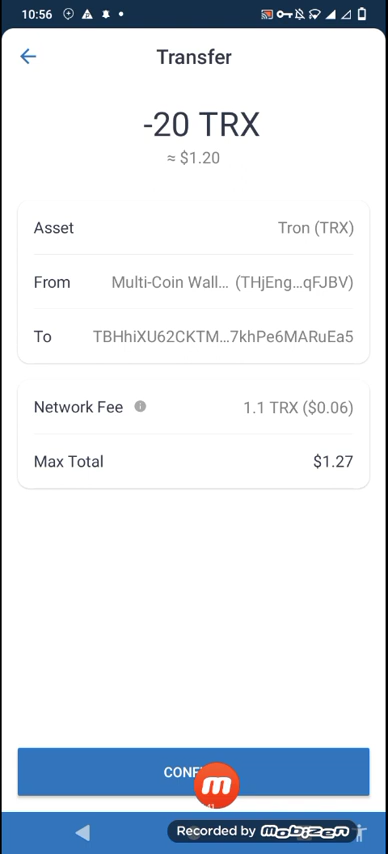 10:56
Transfer
-20 TRX
≈ $1.20
Asset Tron (TRX)
From Multi-Coin Wall... (THjEng...qFJBV)
To TBHhiXU62CKTM...7khPe6MARuEa5
Network Fee 1.1 TRX ($0.06)
Max Total $1.27
CONF
Recorded by mobizen